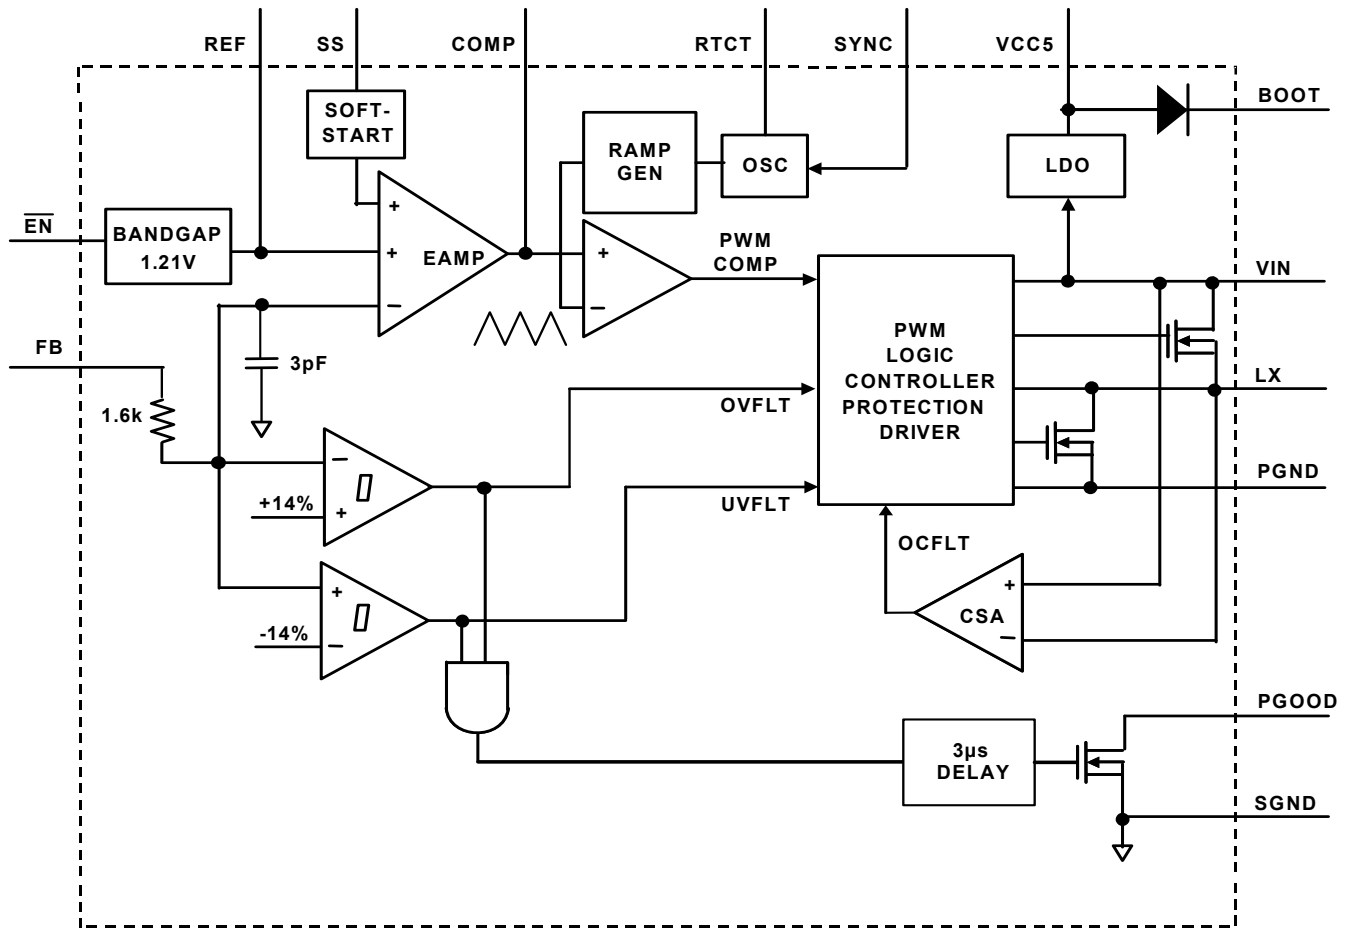 REF
SS
COMP
RTCT
SYNC
VCC5
BOOT
SOFT-
START
RAMP
GEN
OSC
LDO
EN
BANDGAP
1.21V
+
+
EAMP
−
+
−
PWM
COMP
VIN
FB
3pF
1.6k
PWM
LOGIC
CONTROLLER
PROTECTION
DRIVER
LX
OVFLT
−
+14%
+
UVFLT
PGND
OCFLT
+
-14%
−
+
CSA
−
PGOOD
3µs
DELAY
SGND